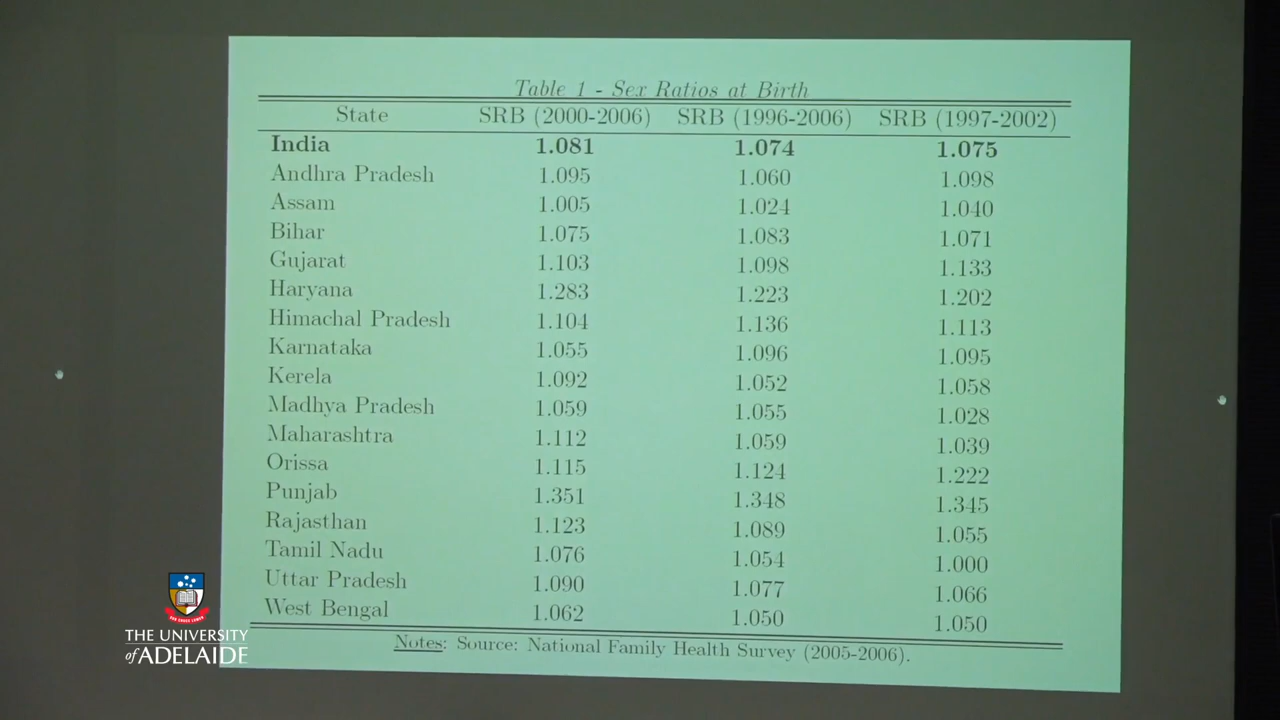 Table 1 - Sex Ratios at Birth
State SRB (2000-2006) SRB (1996-2006) SRB (1997-2002)
India 1.081 1.074 1.075
Andhra Pradesh 1.095 1.060 1.098
Assam 1.005 1.024 1.040
Bihar 1.075 1.083 1.071
Gujarat 1.103 1.098 1.133
Haryana 1.283 1.223 1.202
Himachal Pradesh 1.104 1.136 1.113
Karnataka 1.055 1.096 1.095
Kerela 1.092 1.052 1.058
Madhya Pradesh 1.059 1.055 1.028
Maharashtra 1.112 1.059 1.039
Orissa 1.115 1.124 1.222
Punjab 1.351 1.348 1.345
Rajasthan 1.123 1.089 1.055
Tamil Nadu 1.076 1.054 1.000
Uttar Pradesh 1.090 1.077 1.066
West Bengal 1.062 1.050 1.050
Notes: Source: National Family Health Survey (2005-2006).
THE UNIVERSITY
of ADELAIDE